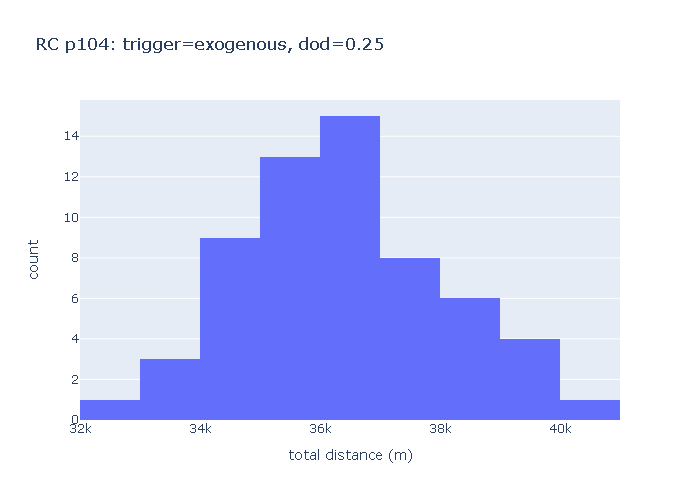 RC p104: trigger=exogenous, dod=0.25
14
12
10
8
6
4
2
0
32k 34k 36k 38k 40k
count
total distance (m)